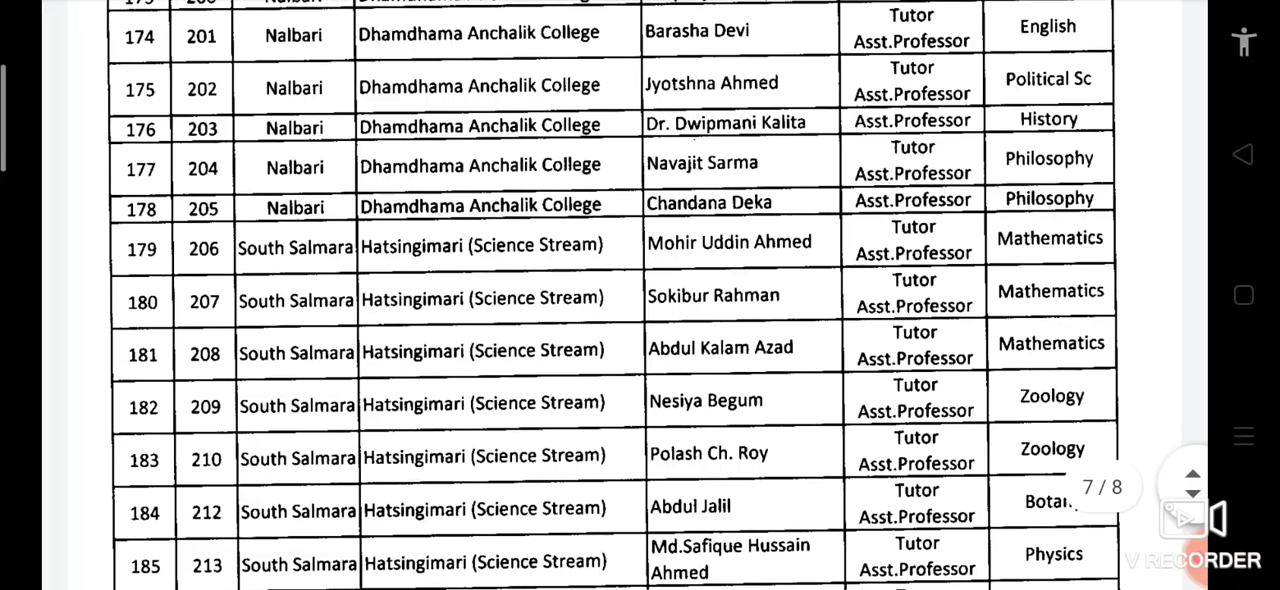 174 201 Nalbari Dhamdhama Anchalik College Barasha Devi Tutor Asst.Professor English
175 202 Nalbari Dhamdhama Anchalik College Jyotshna Ahmed Tutor Asst.Professor Political Sc
176 203 Nalbari Dhamdhama Anchalik College Dr. Dwipmani Kalita Asst.Professor History
177 204 Nalbari Dhamdhama Anchalik College Navajit Sarma Tutor Asst.Professor Philosophy
178 205 Nalbari Dhamdhama Anchalik College Chandana Deka Asst.Professor Philosophy
179 206 South Salmara Hatsingimari (Science Stream) Mohir Uddin Ahmed Tutor Asst.Professor Mathematics
180 207 South Salmara Hatsingimari (Science Stream) Sokibur Rahman Tutor Asst.Professor Mathematics
181 208 South Salmara Hatsingimari (Science Stream) Abdul Kalam Azad Tutor Asst.Professor Mathematics
182 209 South Salmara Hatsingimari (Science Stream) Nesiya Begum Tutor Asst.Professor Zoology
183 210 South Salmara Hatsingimari (Science Stream) Polash Ch. Roy Tutor Asst.Professor Zoology
7 / 8
184 212 South Salmara Hatsingimari (Science Stream) Abdul Jalil Tutor Asst.Professor
185 213 South Salmara Hatsingimari (Science Stream) Md.Safique Hussain Ahmed Tutor Asst.Professor Physics
V RECORDER